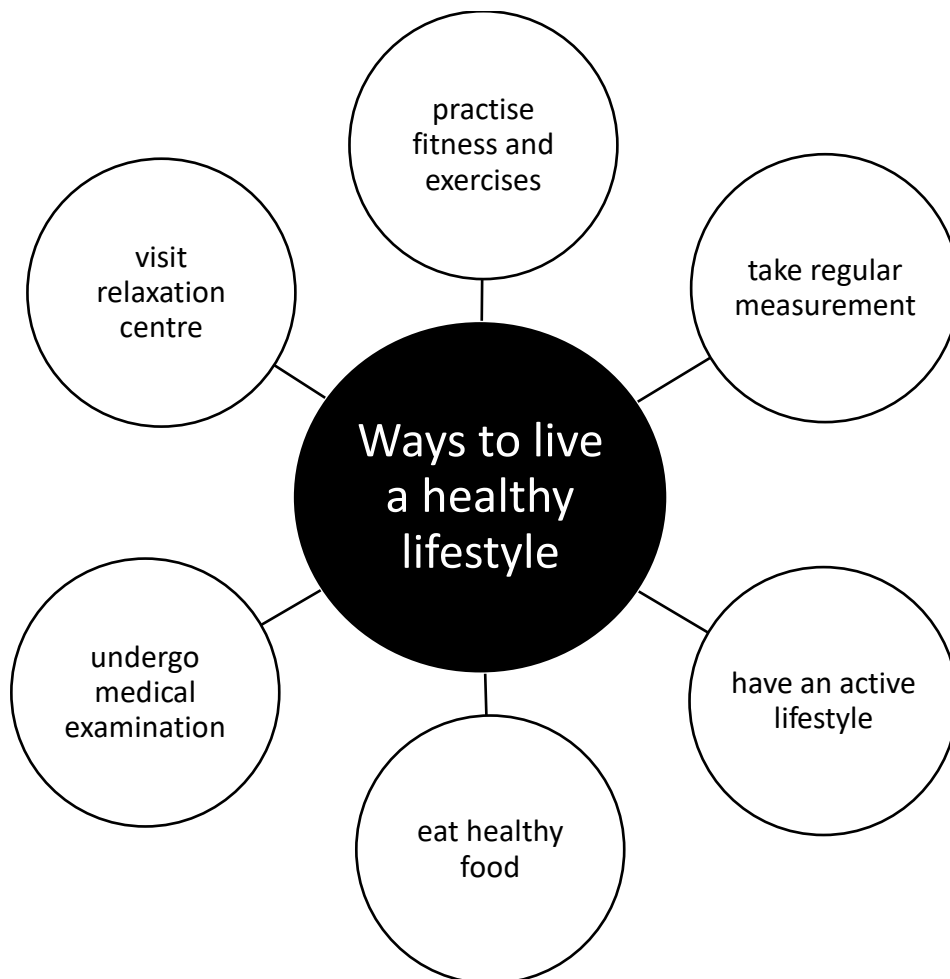 practise
fitness and
exercises
visit
relaxation
centre
take regular
measurement
Ways to live
a healthy
lifestyle
undergo
medical
examination
have an active
lifestyle
eat healthy
food